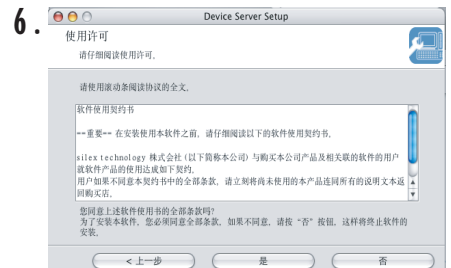 6.
Device Server Setup
使用许可
请仔细阅读使用许可。
请使用滚动条阅读协议的全文。
软件使用契约书
==重要== 在安装使用本软件之前，请仔细阅读以下的软件使用契约书。
silex technology 株式会社（以下简称本公司）与购买本公司产品及相关联的软件的用户
就软件产品的使用达成如下契约。
用户如果不同意本契约书中的全部条款，请立刻将尚未使用的本产品连同所有的说明文本返
回购买店。
您同意上述软件使用书的全部条款吗?
为了安装本软件，您必须同意全部条款。如果不同意，请按 “否” 按钮，这样将终止软件的
安装。
< 上一步
是
否